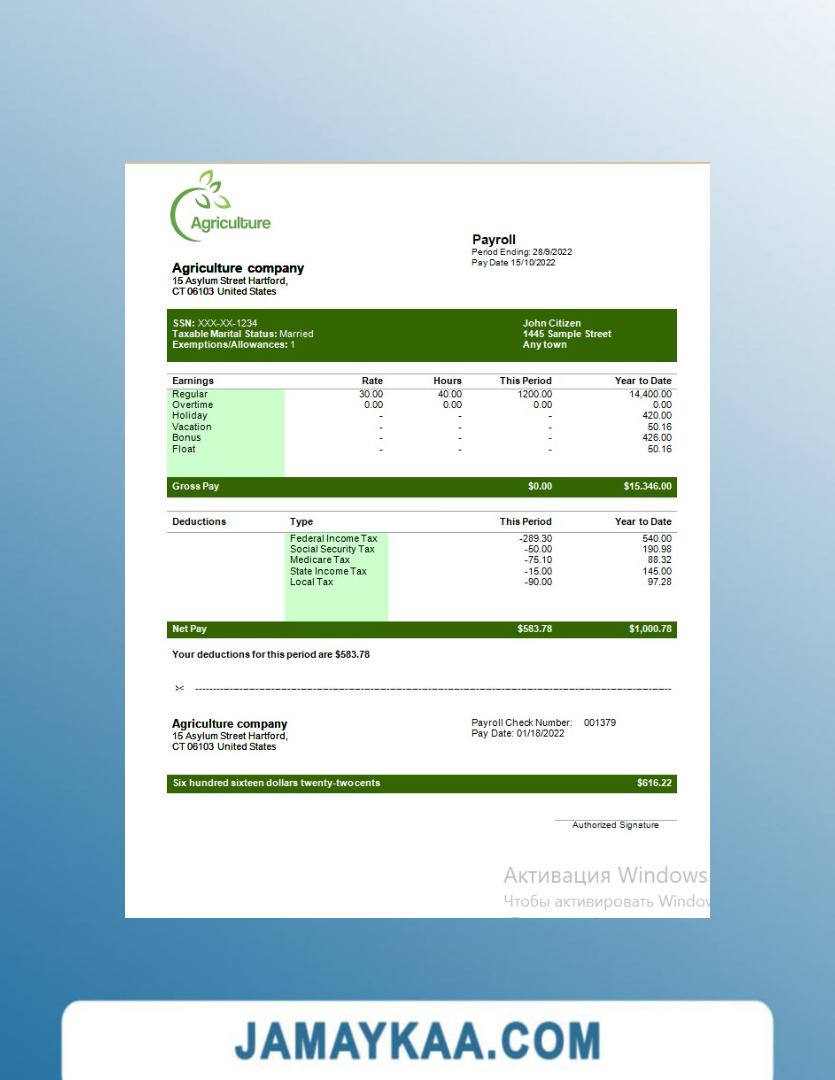 Agriculture
Payroll
Period Ending: 28/9/2022
Pay Date 15/10/2022
Agriculture company
15 Asylum Street Hartford,
CT 06103 United States
SSN: XXX-XX-1234 John Citizen
Taxable Marital Status: Married 1445 Sample Street
Exemptions/Allowances: 1 Any town
Earnings Rate Hours This Period Year to Date
Regular 30.00 40.00 1200.00 14,400.00
Overtime 0.00 0.00 0.00 0.00
Holiday - - - 420.00
Vacation - - - 50.16
Bonus - - - 426.00
Float - - - 50.16
Gross Pay $0.00 $15.346.00
Deductions Type This Period Year to Date
Federal Income Tax -289.30 540.00
Social Security Tax -50.00 190.98
Medicare Tax -75.10 88.32
State Income Tax -15.00 145.00
Local Tax -90.00 97.28
Net Pay $583.78 $1,000.78
Your deductions for this period are $583.78
Agriculture company Payroll Check Number: 001379
15 Asylum Street Hartford, Pay Date: 01/18/2022
CT 06103 United States
Six hundred sixteen dollars twenty-two cents $616.22
Authorized Signature
Активация Windows
Чтобы активировать Window
JAMAYKAA.COM